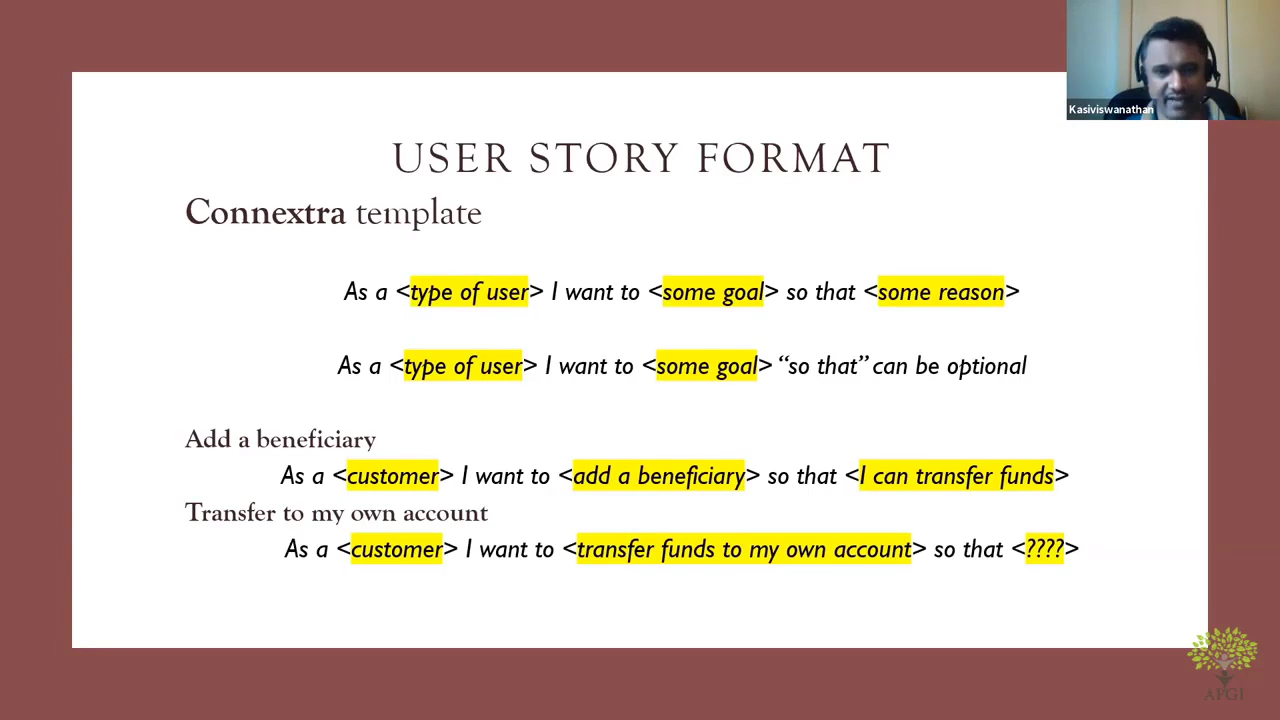 Kasiviswanathan
USER STORY FORMAT
Connextra template
As a <type of user> I want to <some goal> so that <some reason>
As a <type of user> I want to <some goal> “so that” can be optional
Add a beneficiary
As a <customer> I want to <add a beneficiary> so that <I can transfer funds>
Transfer to my own account
As a <customer> I want to <transfer funds to my own account> so that <????>
APGI